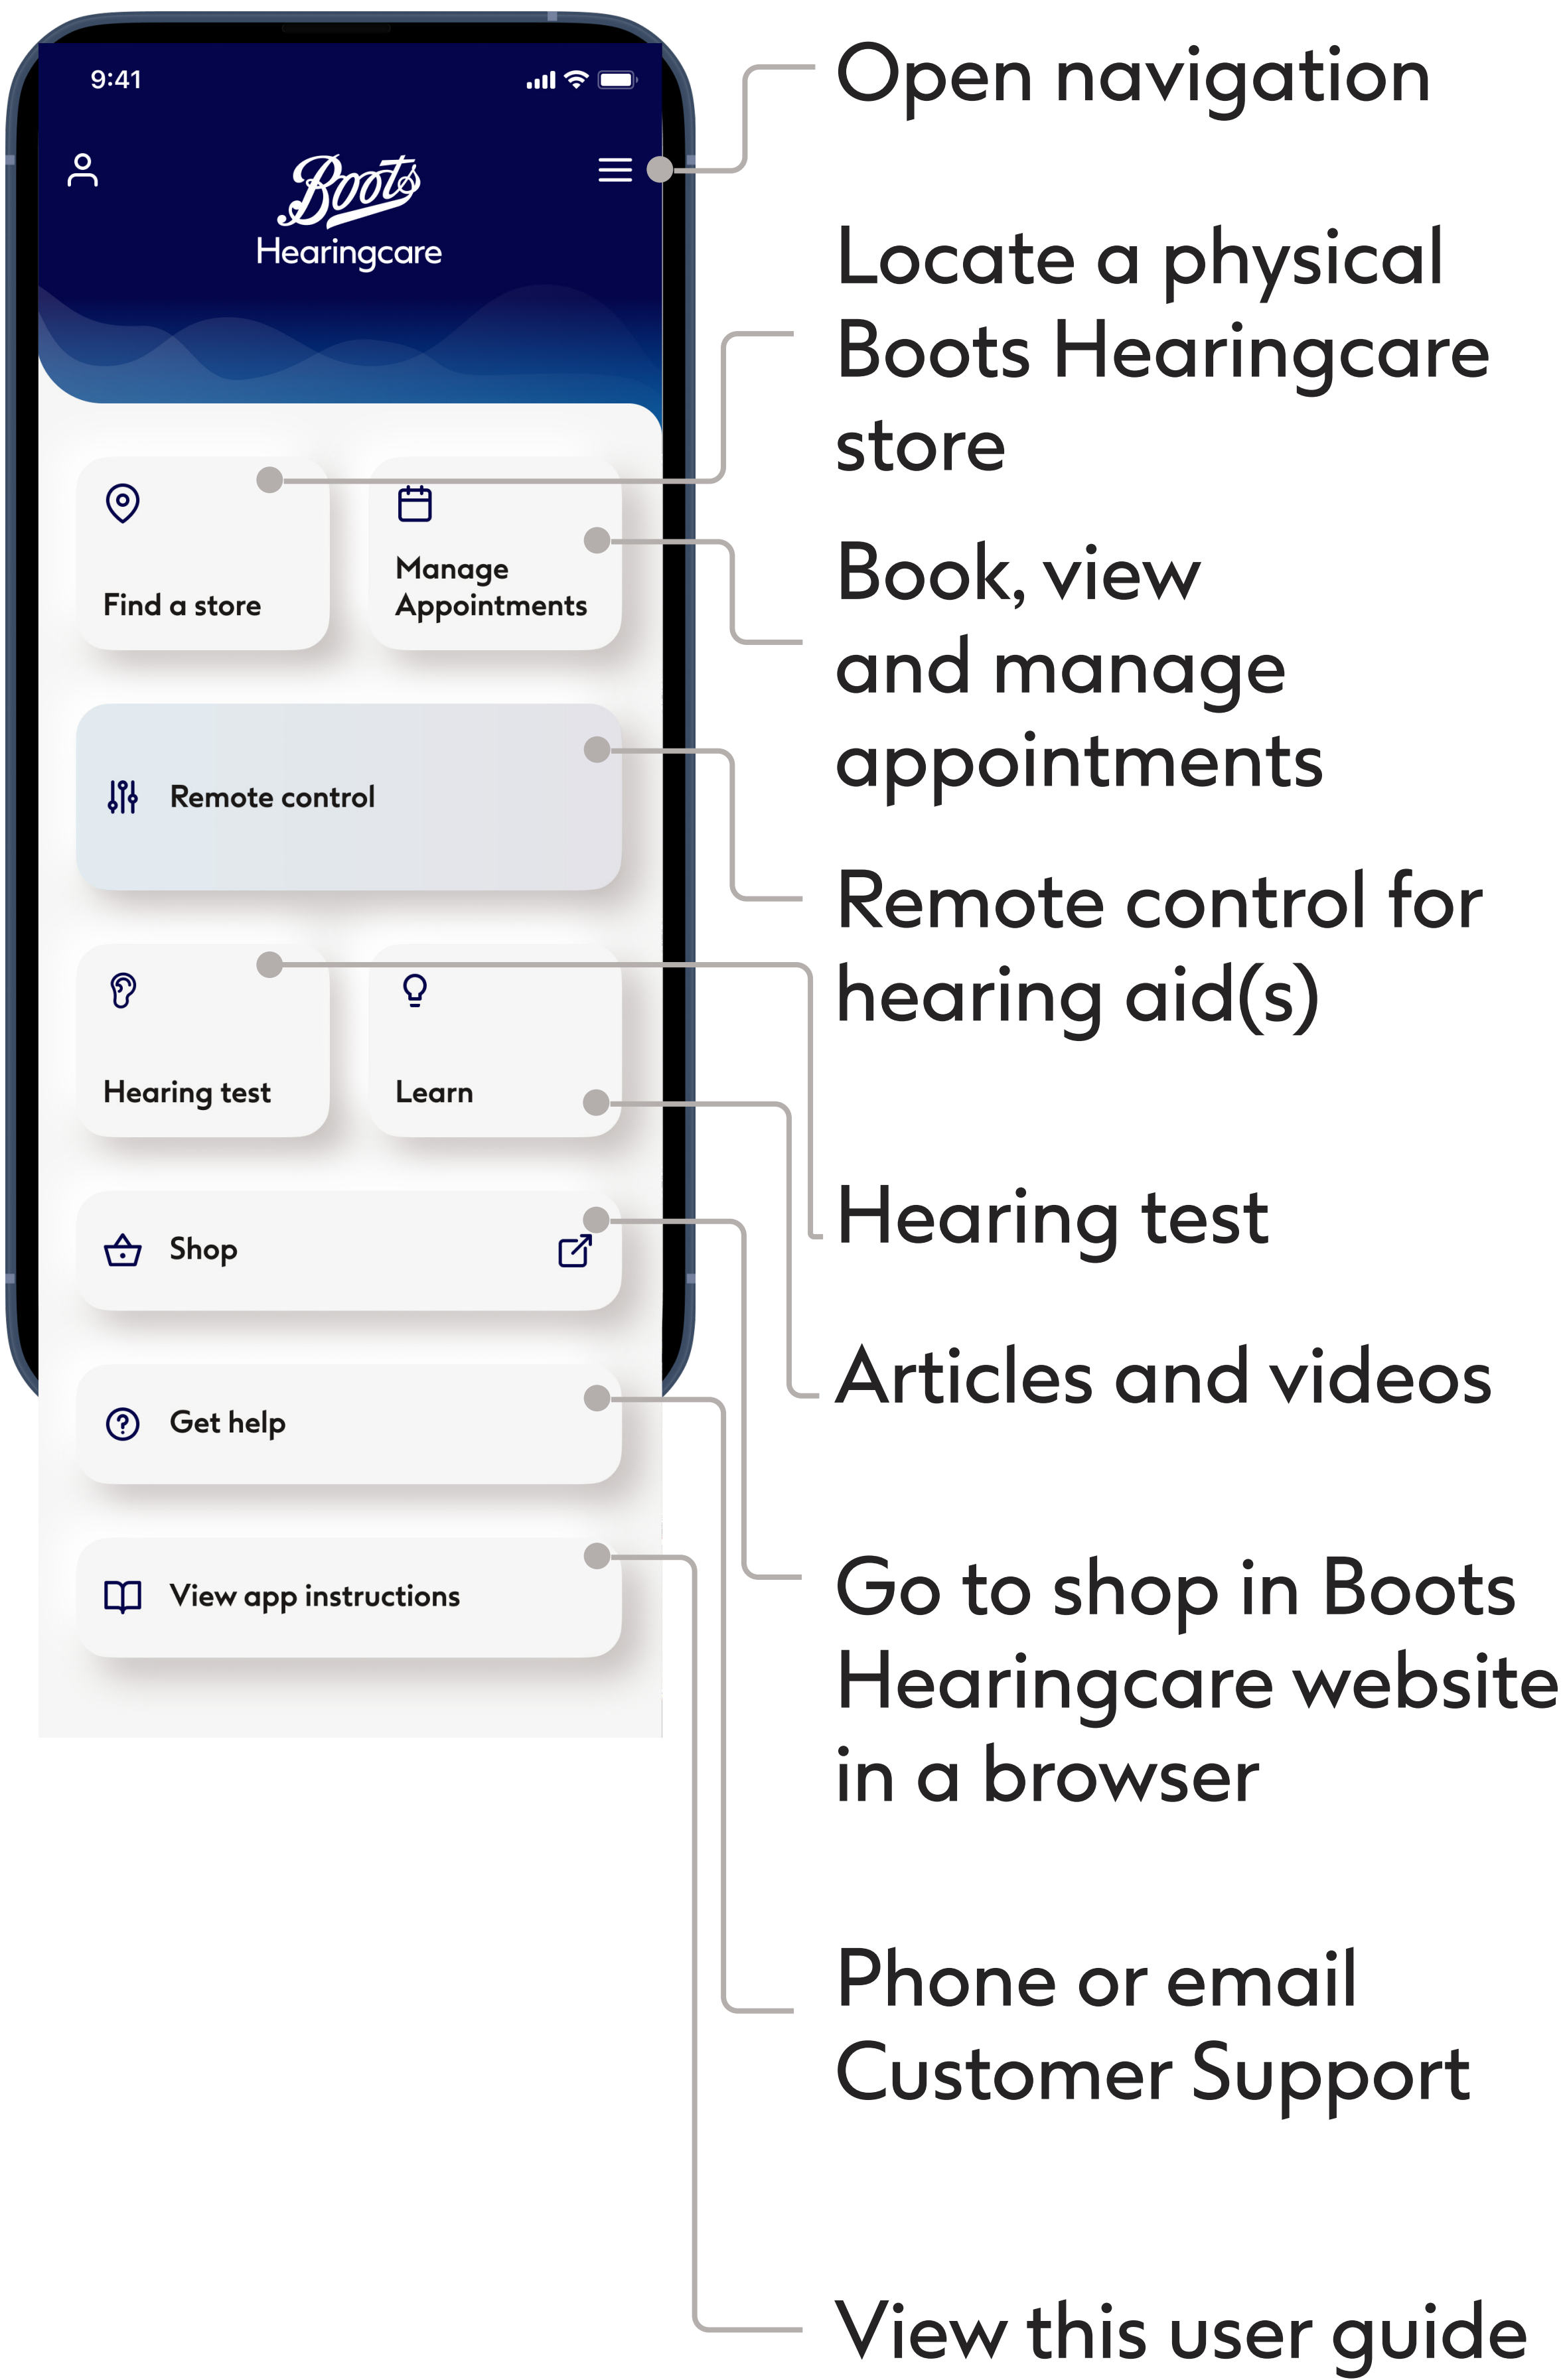 9:41
Boots
Hearingcare
Find a store
Manage
Appointments
Remote control
Hearing test
Learn
Shop
Get help
View app instructions
Open navigation
Locate a physical
Boots Hearingcare
store
Book, view
and manage
appointments
Remote control for
hearing aid(s)
Hearing test
Articles and videos
Go to shop in Boots
Hearingcare website
in a browser
Phone or email
Customer Support
View this user guide